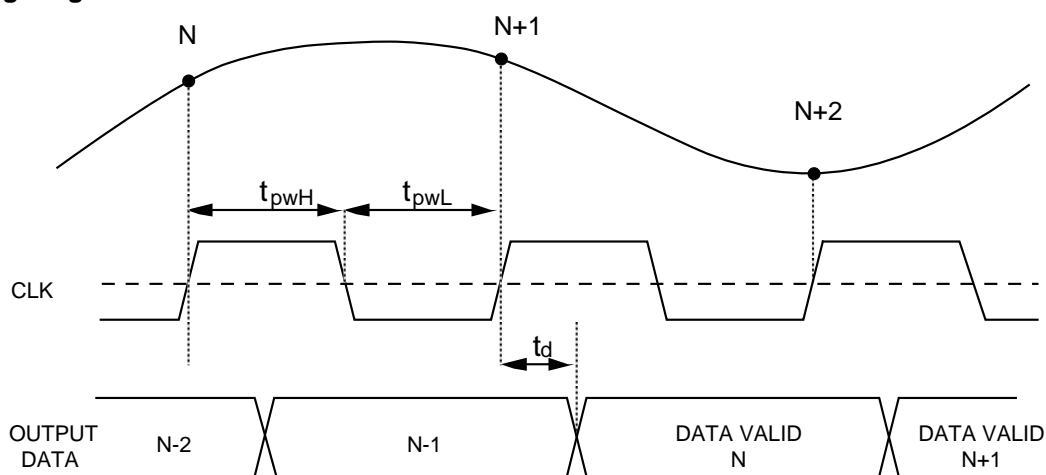 N
N+1
N+2
tpwH
tpwL
CLK
td
OUTPUT
DATA
N-2
N-1
DATA VALID
N
DATA VALID
N+1